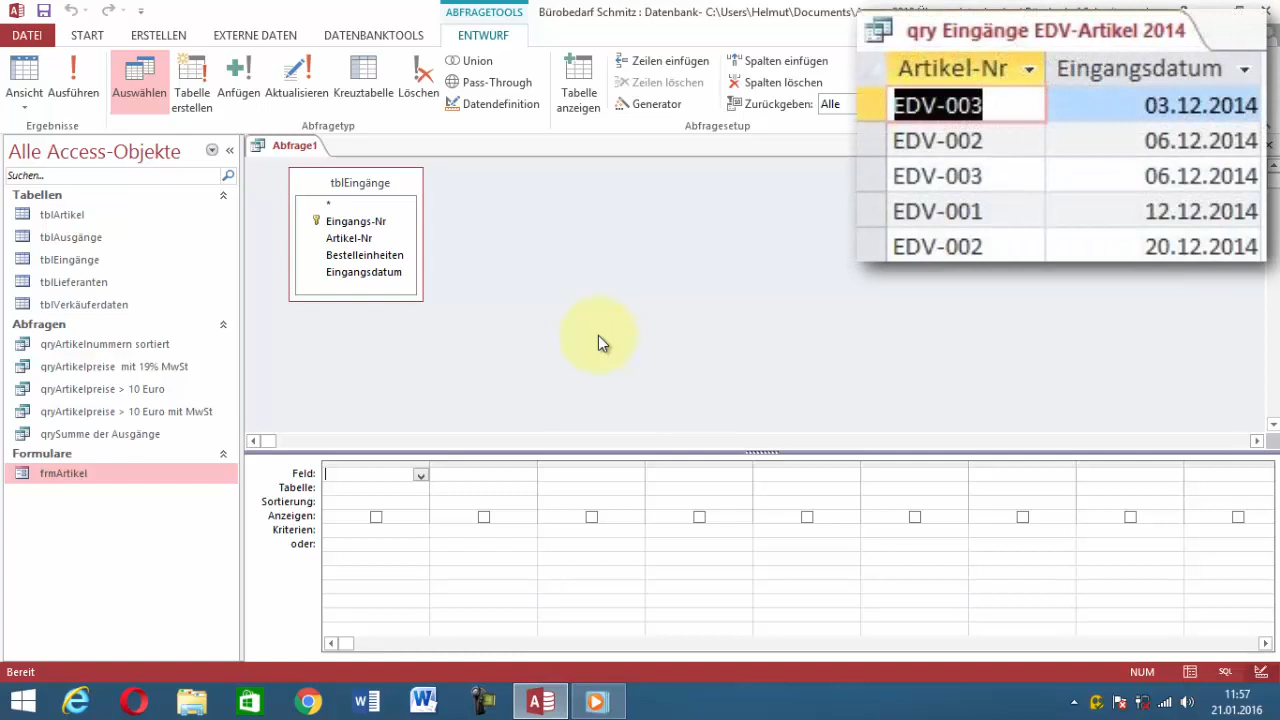 ABFRAGETOOLS
Bürobedarf Schmitz : Datenbank- C:\Users\Helmut\Documents\
DATEI START ERSTELLEN EXTERNE DATEN DATENBANKTOOLS ENTWURF
Ansicht
Ausführen
Ergebnisse
Auswählen
Tabelle
erstellen
Anfügen
Aktualisieren
Kreuztabelle
Löschen
Union
Pass-Through
Datendefinition
Abfragetyp
Tabelle
anzeigen
Zeilen einfügen
Zeilen löschen
Generator
Spalten einfügen
Spalten löschen
Zurückgeben: Alle
Abfragesetup
qry Eingänge EDV-Artikel 2014
Artikel-Nr Eingangsdatum
EDV-003 03.12.2014
EDV-002 06.12.2014
EDV-003 06.12.2014
EDV-001 12.12.2014
EDV-002 20.12.2014
Alle Access-Objekte
Suchen...
Tabellen
tblArtikel
tblAusgänge
tblEingänge
tblLieferanten
tblVerkäuferdaten
Abfragen
qryArtikelnummern sortiert
qryArtikelpreise mit 19% MwSt
qryArtikelpreise > 10 Euro
qryArtikelpreise > 10 Euro mit MwSt
qrySumme der Ausgänge
Formulare
frmArtikel
Abfrage1
tblEingänge
*
Eingangs-Nr
Artikel-Nr
Bestelleinheiten
Eingangsdatum
Feld:
Tabelle:
Sortierung:
Anzeigen:
Kriterien:
oder:
Bereit
NUM
SQL
11:57
21.01.2016